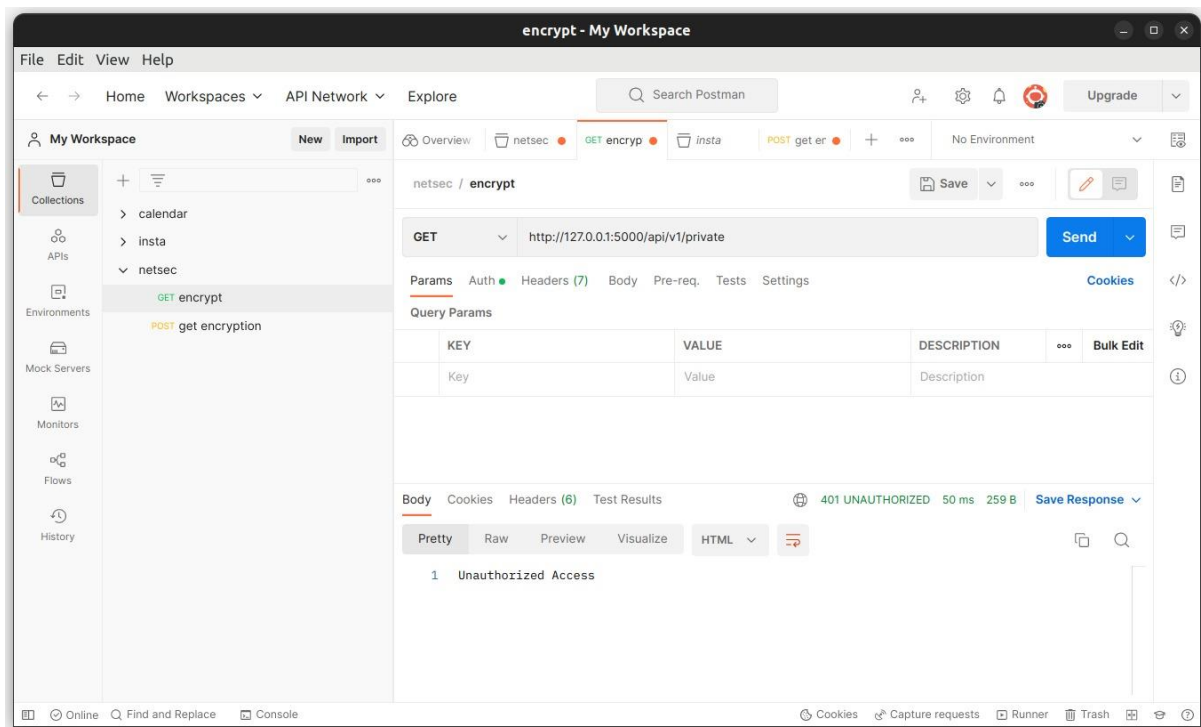 encrypt - My Workspace
File Edit View Help
Home Workspaces API Network Explore Search Postman Upgrade
My Workspace New Import Overview netsec GET encryp insta POST get er No Environment
netsec / encrypt Save
Collections
calendar
insta
netsec
GET encrypt
POST get encryption
APIs
Environments
Mock Servers
Monitors
Flows
History
GET http://127.0.0.1:5000/api/v1/private Send
Params Auth Headers (7) Body Pre-req. Tests Settings Cookies
Query Params
KEY VALUE DESCRIPTION Bulk Edit
Key Value Description
Body Cookies Headers (6) Test Results 401 UNAUTHORIZED 50 ms 259 B Save Response
Pretty Raw Preview Visualize HTML
1 Unauthorized Access
Online Find and Replace Console Cookies Capture requests Runner Trash